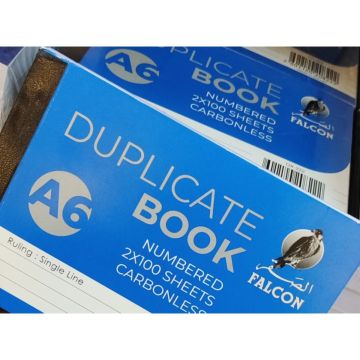 A6
DUPLICATE
BOOK
NUMBERED
2X100 SHEETS
CARBONLESS
FALCON
A6
DUPLICATE
BOOK
NUMBERED
2X100 SHEETS
CARBONLESS
الصقر
FALCON
Ruling : Single Line